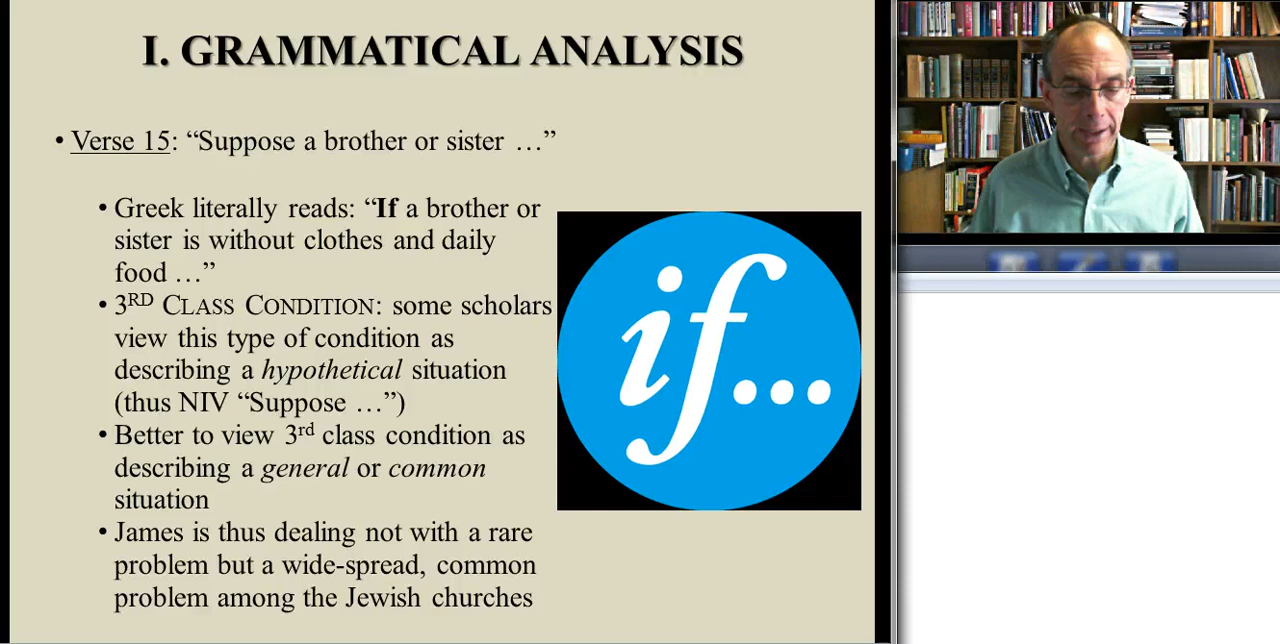 I. GRAMMATICAL ANALYSIS
• Verse 15: “Suppose a brother or sister …”
• Greek literally reads: “If a brother or
sister is without clothes and daily
food …”
• 3RD CLASS CONDITION: some scholars
view this type of condition as
describing a hypothetical situation
(thus NIV “Suppose …”)
• Better to view 3rd class condition as
describing a general or common
situation
• James is thus dealing not with a rare
problem but a wide-spread, common
problem among the Jewish churches
if...